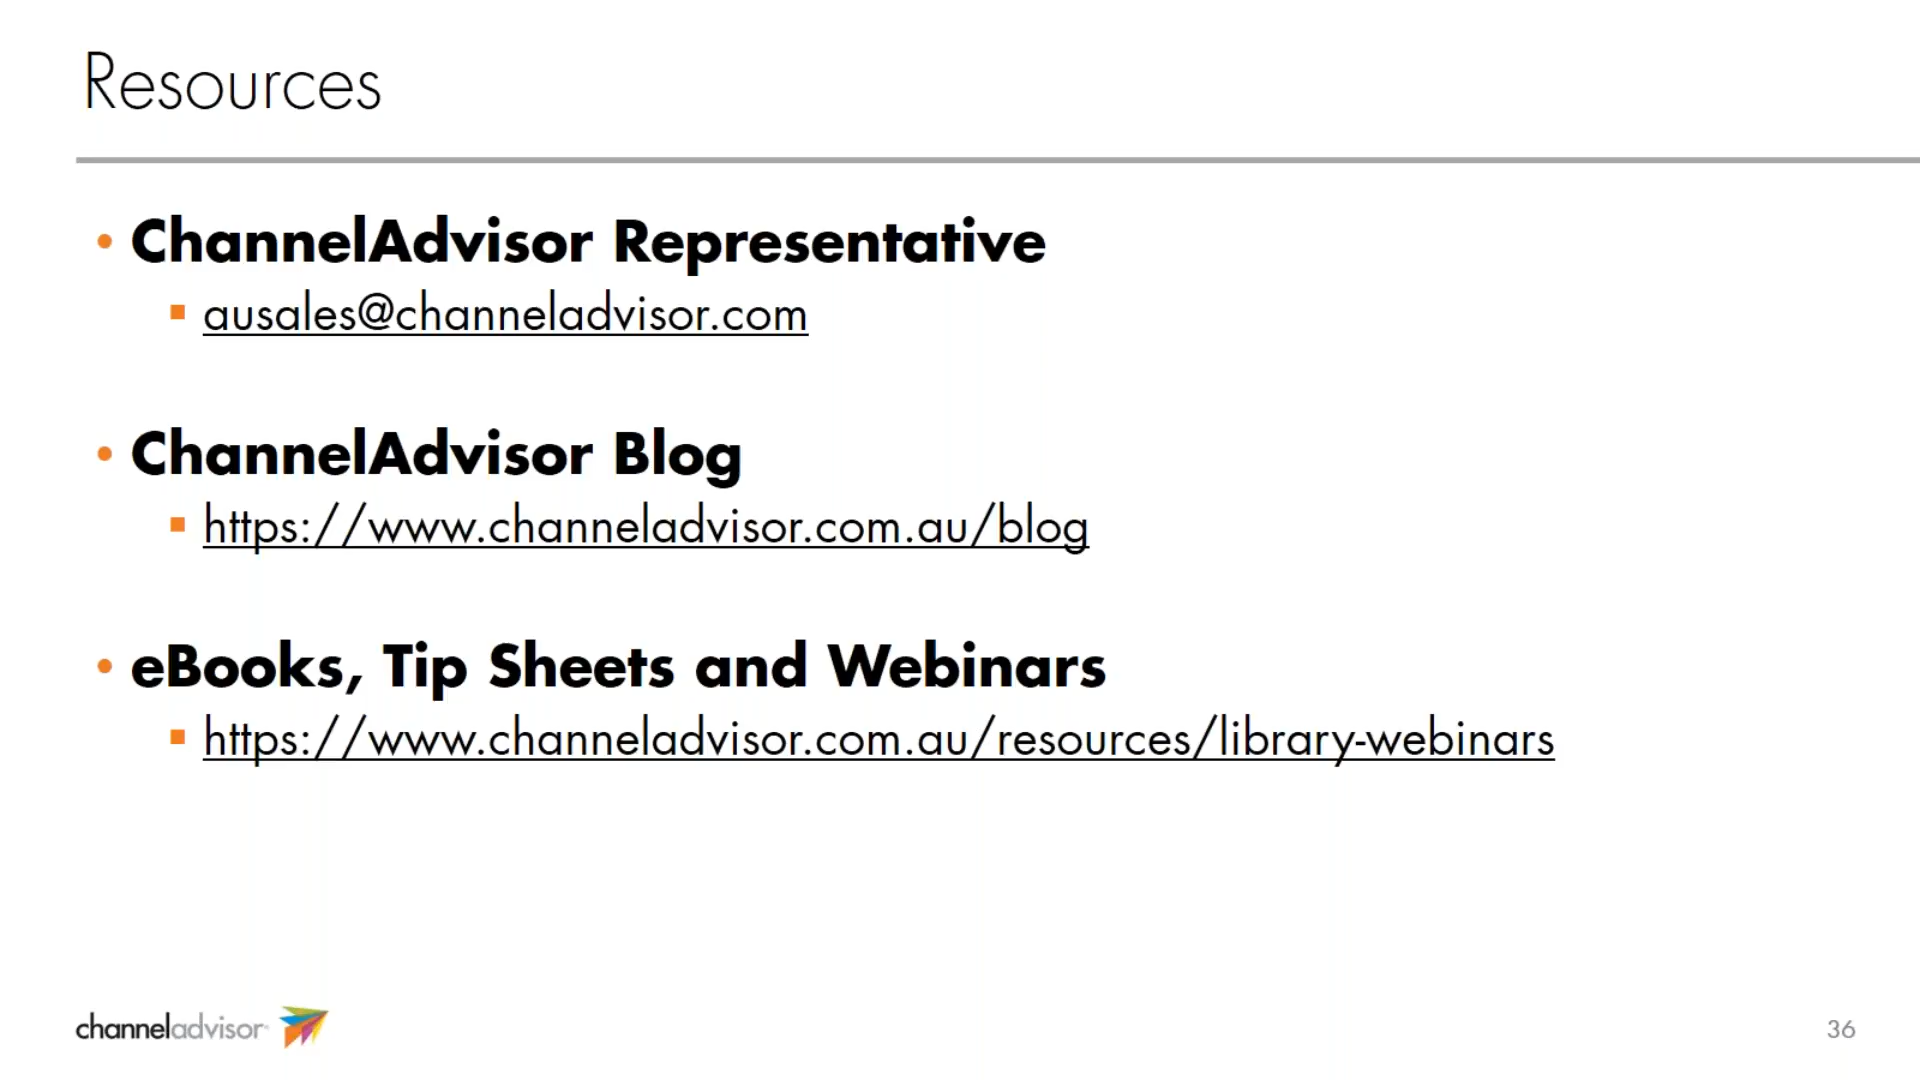 Resources
• ChannelAdvisor Representative
▪ ausales@channeladvisor.com
• ChannelAdvisor Blog
▪ https://www.channeladvisor.com.au/blog
• eBooks, Tip Sheets and Webinars
▪ https://www.channeladvisor.com.au/resources/library-webinars
channeladvisor
36